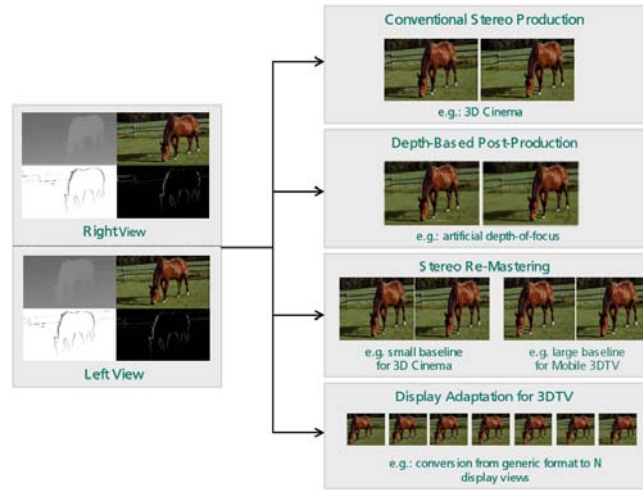 Conventional Stereo Production
e.g.: 3D Cinema
Right View
Left View
Depth-Based Post-Production
e.g.: artificial depth-of-focus
Stereo Re-Mastering
e.g. small baseline
for 3D Cinema
e.g. large baseline
for Mobile 3DTV
Display Adaptation for 3DTV
e.g.: conversion from generic format to N
display views